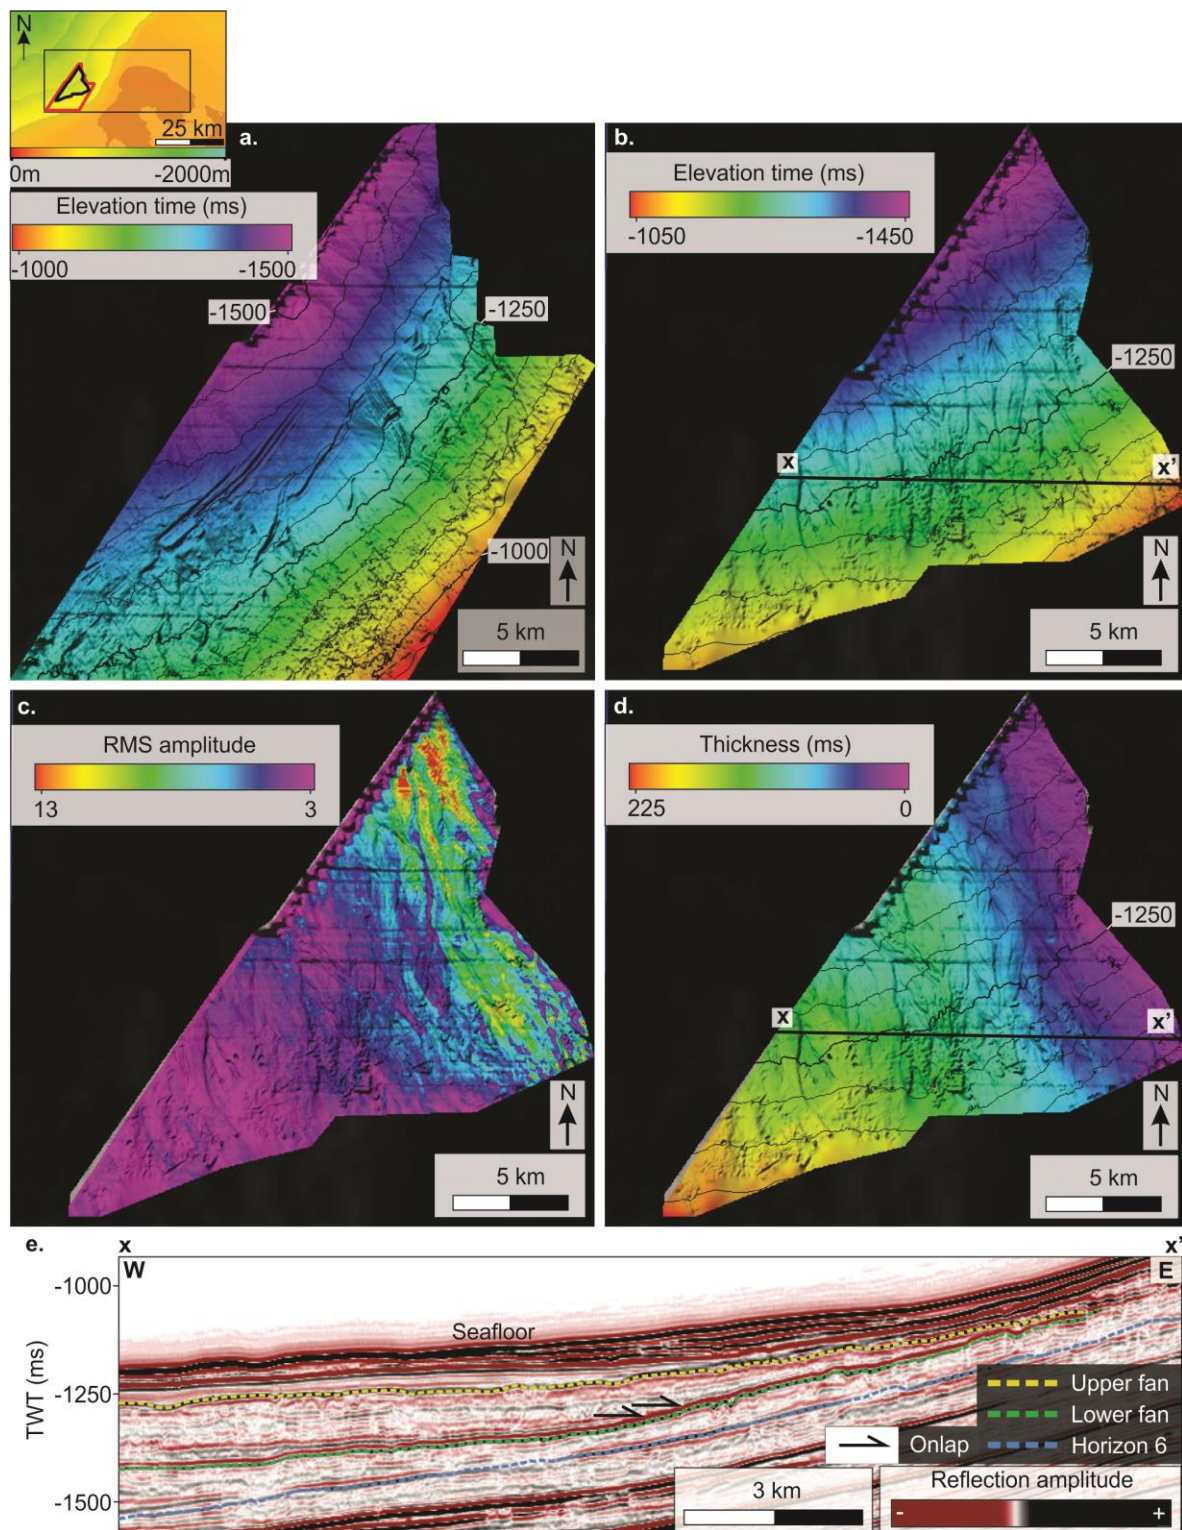 N
25 km
0m -2000m
a.
Elevation time (ms)
-1000 -1500
-1500
-1250
-1000
N
5 km
b.
Elevation time (ms)
-1050 -1450
-1250
x x'
N
5 km
c.
RMS amplitude
13 3
N
5 km
d.
Thickness (ms)
225 0
-1250
x x'
N
5 km
e. x x'
W E
-1000
Seafloor
TWT (ms)
-1250
-1500
Upper fan
Lower fan
Onlap Horizon 6
3 km
Reflection amplitude
- +